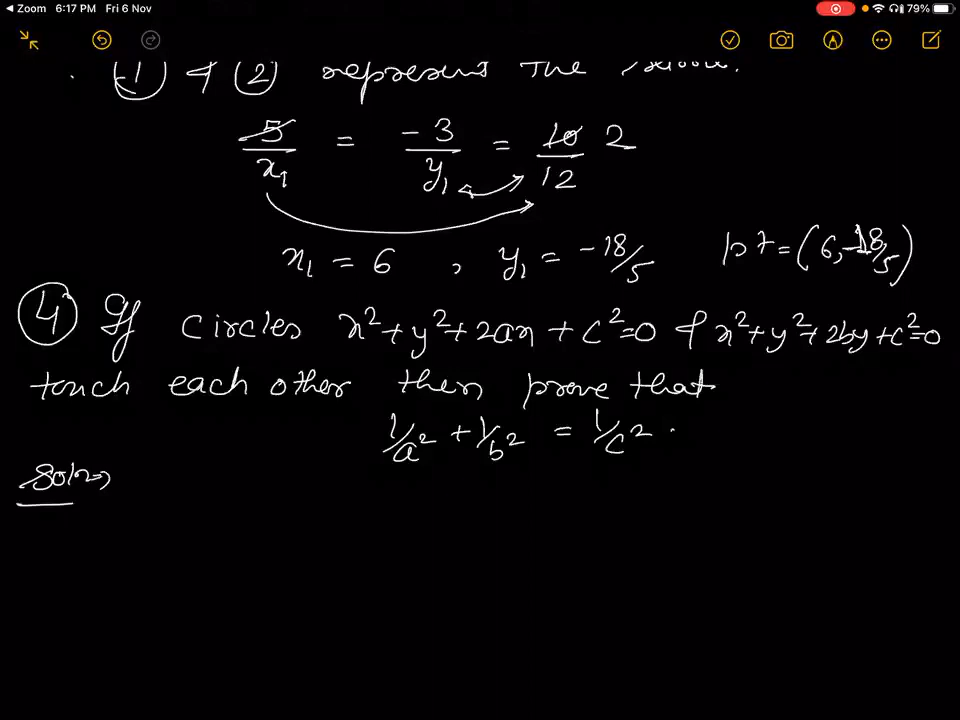 Zoom 6:17 PM Fri 6 Nov 79%
(1) & (2) represent the
5/x₁ = -3/y₁ = 10/12 2
x₁ = 6 , y₁ = -18/5 pt = (6, -18/5)
4 If circles x²+y²+2ax+c²=0 & x²+y²+2by+c²=0
touch each other then prove that
1/a² + 1/b² = 1/c² .
Soln